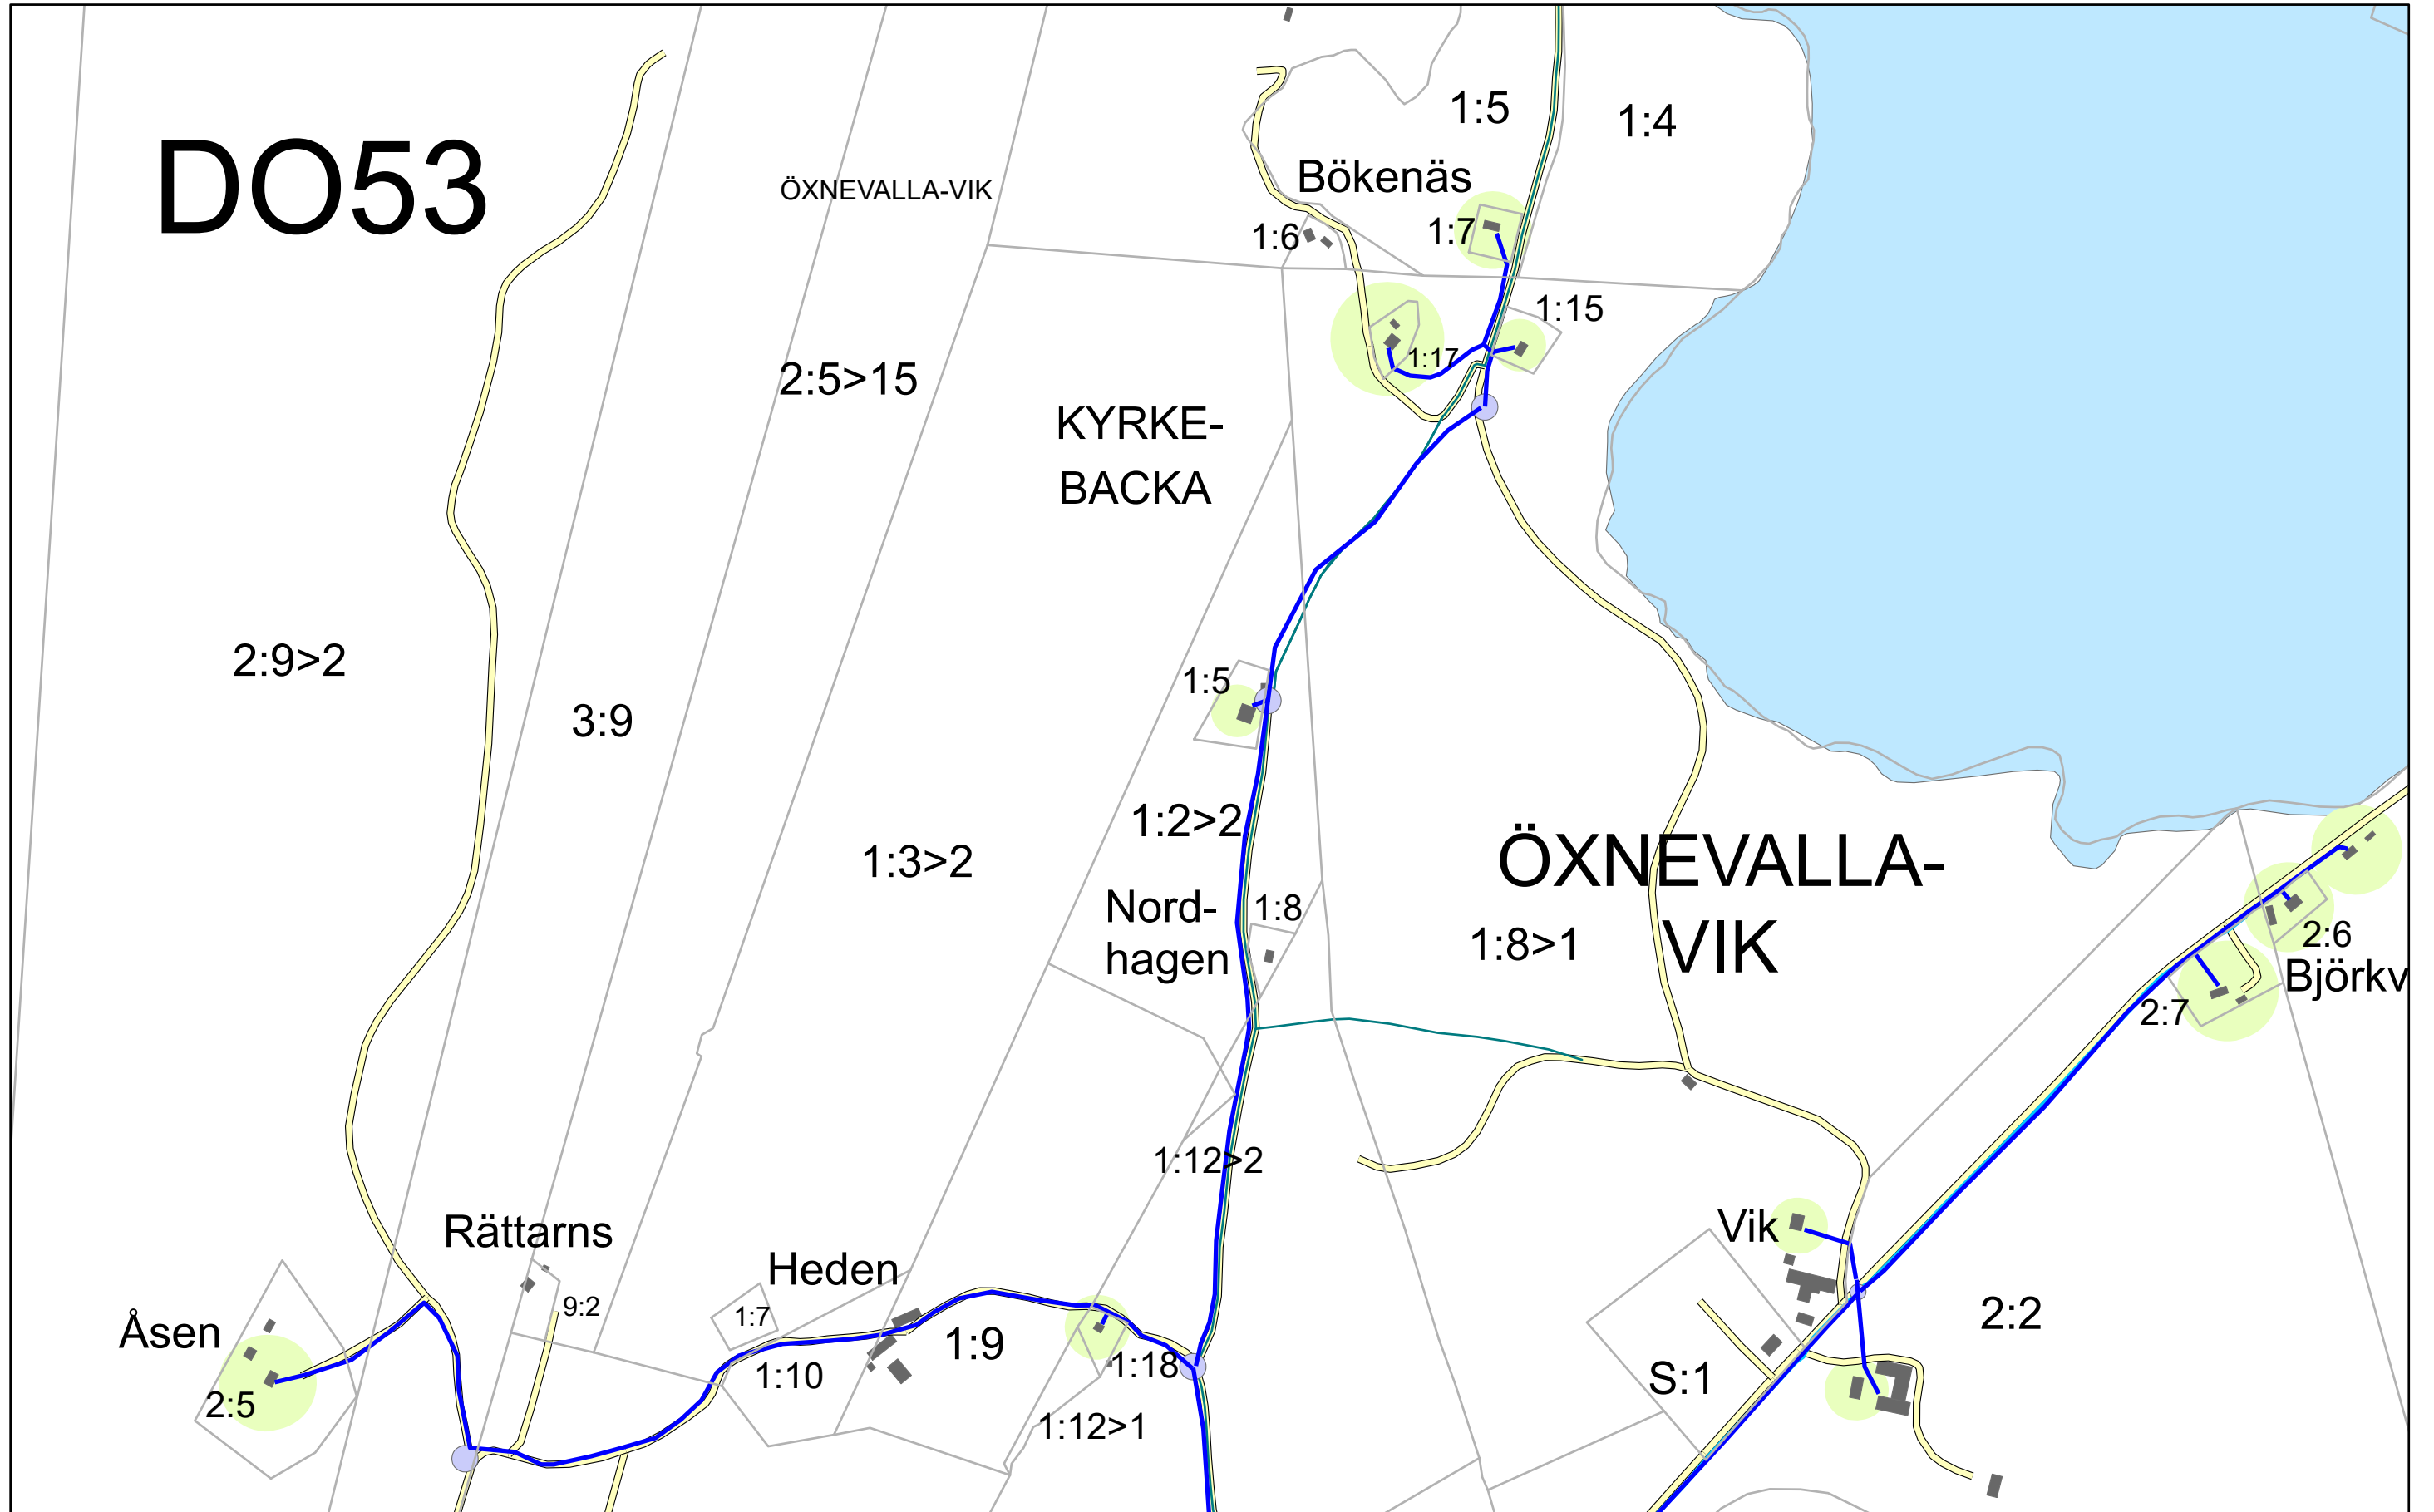 DO53
ÖXNEVALLA-VIK
1:5
1:4
Bökenäs
1:6
1:7
1:15
1:17
2:5>15
KYRKE-
BACKA
2:9>2
3:9
1:5
1:2>2
1:3>2
ÖXNEVALLA-
VIK
Nord-
hagen
1:8
1:8>1
2:6
Björkv
2:7
1:12>2
Rättarns
Vik
Heden
Åsen
9:2
1:7
1:9
2:2
2:5
1:10
1:18
S:1
1:12>1